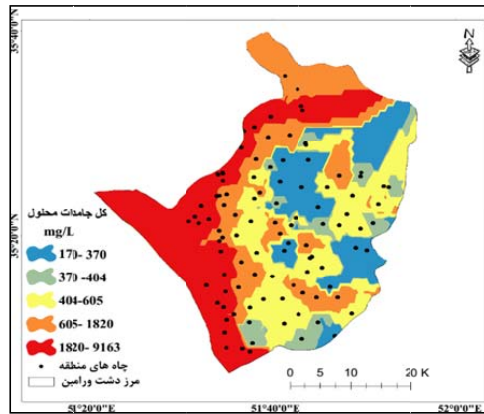 35°40'0"N
N
35°20'0"N
کل جامدات محلول
mg/L
170- 370
370 -404
404-605
605- 1820
1820- 9163
چاه های منطقه
مرز دشت ورامین
0 5 10 20 K
51°20'0"E
51°40'0"E
52°0'0"E